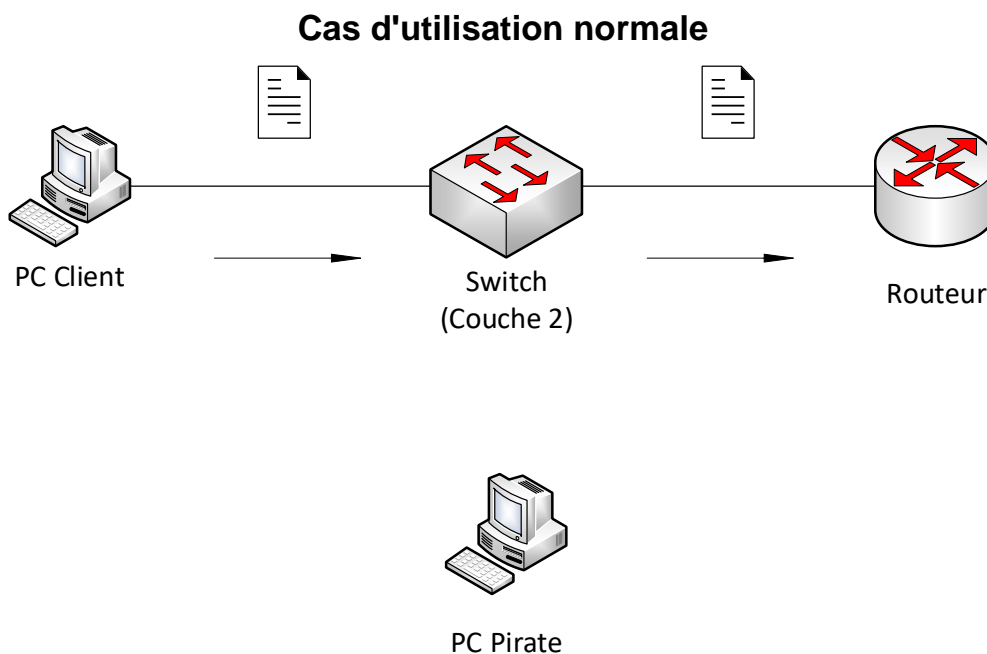 Cas d'utilisation normale
PC Client
Switch
(Couche 2)
Routeur
PC Pirate